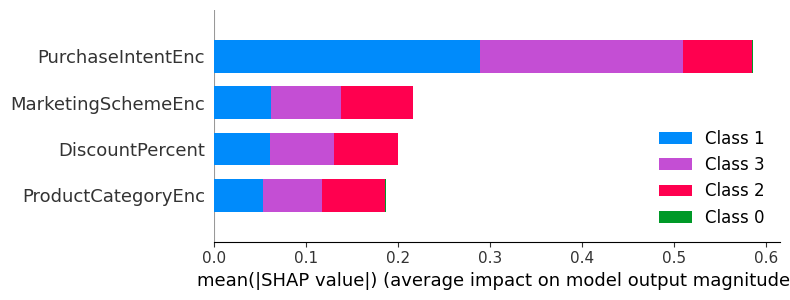 PurchaseIntentEnc
MarketingSchemeEnc
DiscountPercent
ProductCategoryEnc
Class 1
Class 3
Class 2
Class 0
0.0 0.1 0.2 0.3 0.4 0.5 0.6
mean(|SHAP value|) (average impact on model output magnitude